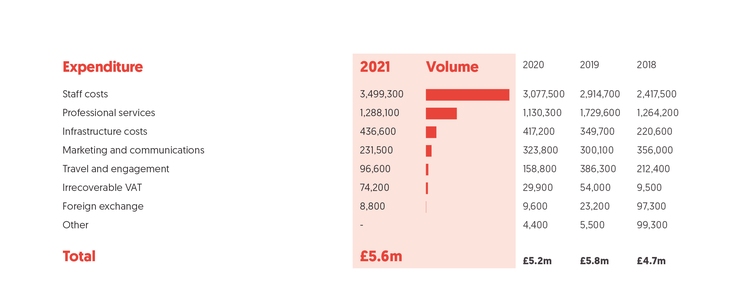 Expenditure 2021 Volume 2020 2019 2018
Staff costs 3,499,300 3,077,500 2,914,700 2,417,500
Professional services 1,288,100 1,130,300 1,729,600 1,264,200
Infrastructure costs 436,600 417,200 349,700 220,600
Marketing and communications 231,500 323,800 300,100 356,000
Travel and engagement 96,600 158,800 386,300 212,400
Irrecoverable VAT 74,200 29,900 54,000 9,500
Foreign exchange 8,800 9,600 23,200 97,300
Other - 4,400 5,500 99,300
Total £5.6m £5.2m £5.8m £4.7m